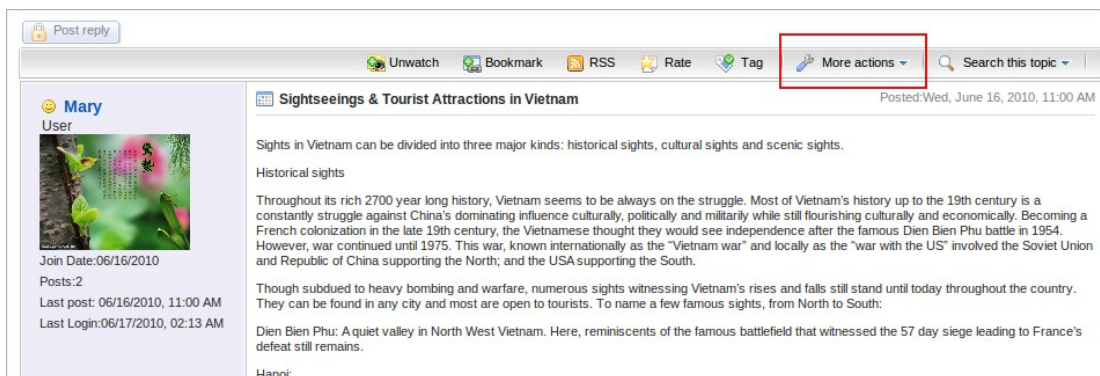 Post reply
Unwatch Bookmark RSS Rate Tag More actions Search this topic
Mary
User
驚蟄
Join Date:06/16/2010
Posts:2
Last post: 06/16/2010, 11:00 AM
Last Login:06/17/2010, 02:13 AM
Sightseeings & Tourist Attractions in Vietnam
Posted:Wed, June 16, 2010, 11:00 AM
Sights in Vietnam can be divided into three major kinds: historical sights, cultural sights and scenic sights.
Historical sights
Throughout its rich 2700 year long history, Vietnam seems to be always on the struggle. Most of Vietnam's history up to the 19th century is a
constantly struggle against China's dominating influence culturally, politically and militarily while still flourishing culturally and economically. Becoming a
French colonization in the late 19th century, the Vietnamese thought they would see independence after the famous Dien Bien Phu battle in 1954.
However, war continued until 1975. This war, known internationally as the “Vietnam war” and locally as the “war with the US” involved the Soviet Union
and Republic of China supporting the North; and the USA supporting the South.
Though subdued to heavy bombing and warfare, numerous sights witnessing Vietnam's rises and falls still stand until today throughout the country.
They can be found in any city and most are open to tourists. To name a few famous sights, from North to South:
Dien Bien Phu: A quiet valley in North West Vietnam. Here, reminiscents of the famous battlefield that witnessed the 57 day siege leading to France's
defeat still remains.
Hanoi: